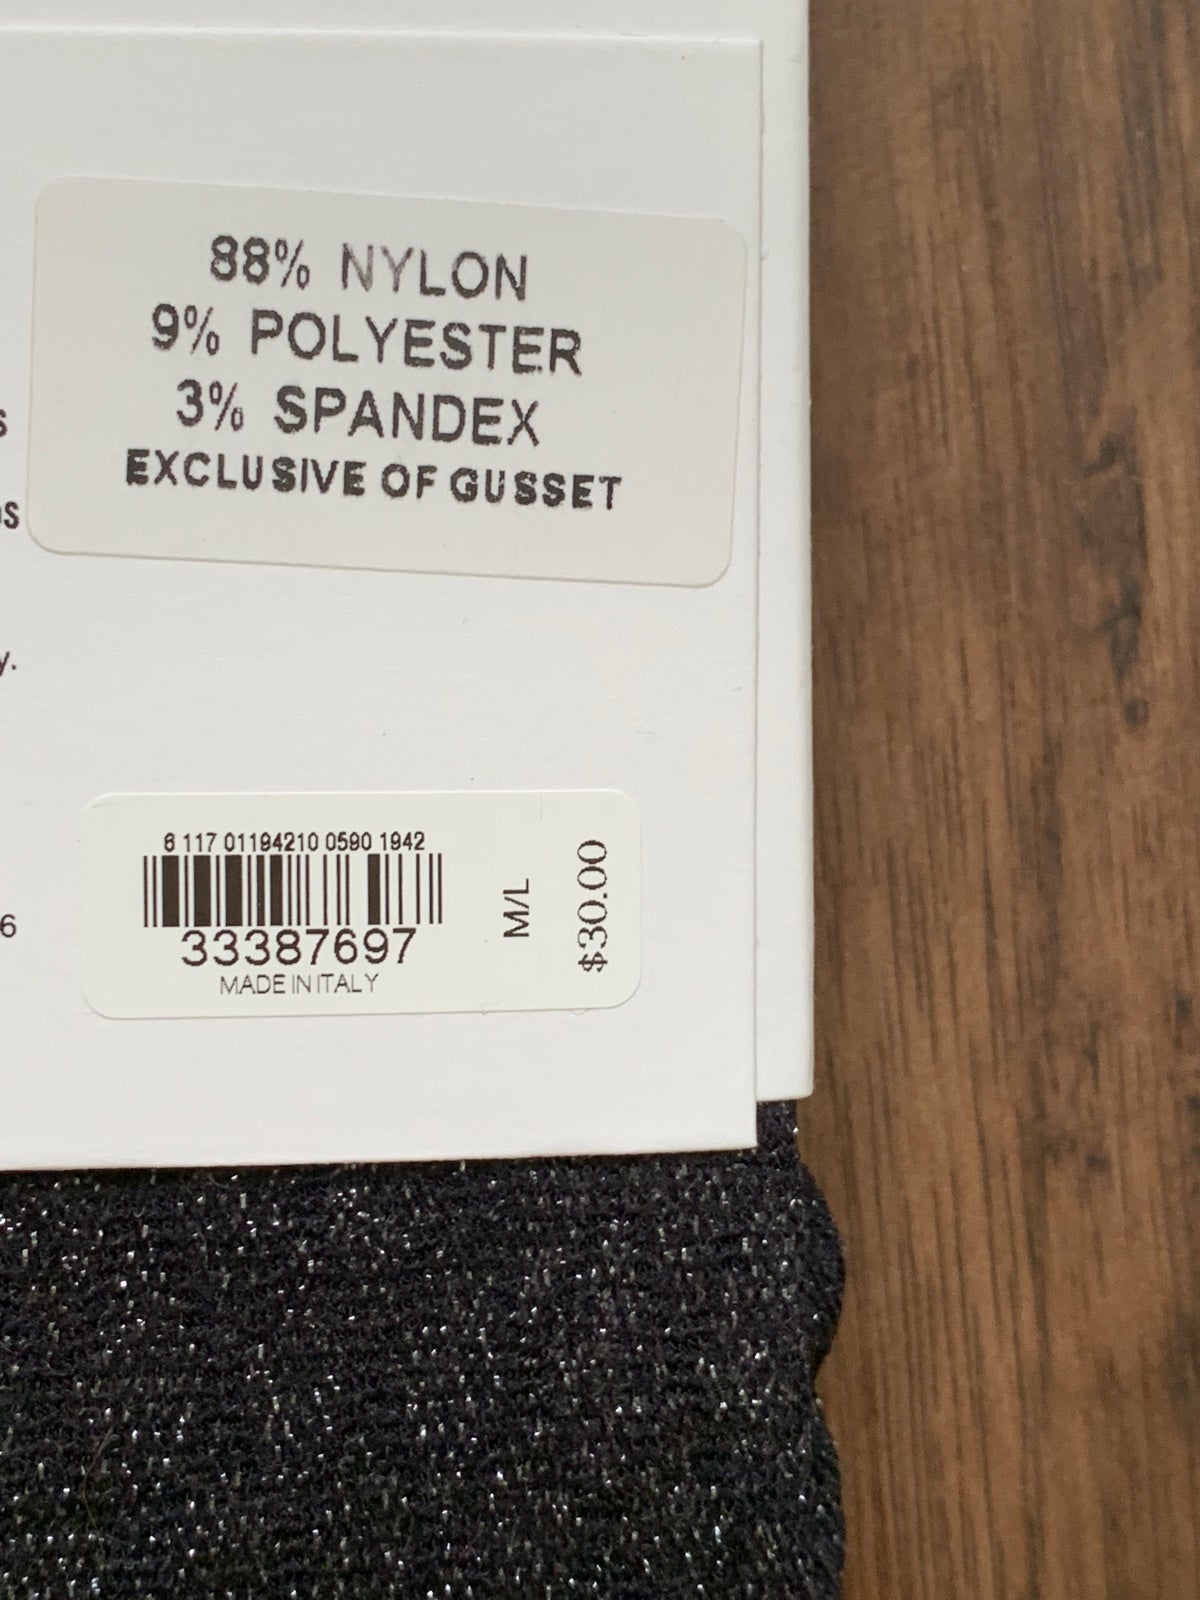 88% NYLON
9% POLYESTER
3% SPANDEX
EXCLUSIVE OF GUSSET
s
y.
6 117 01194210 0590 1942
33387697
MADE IN ITALY
M/L
$30.00
6